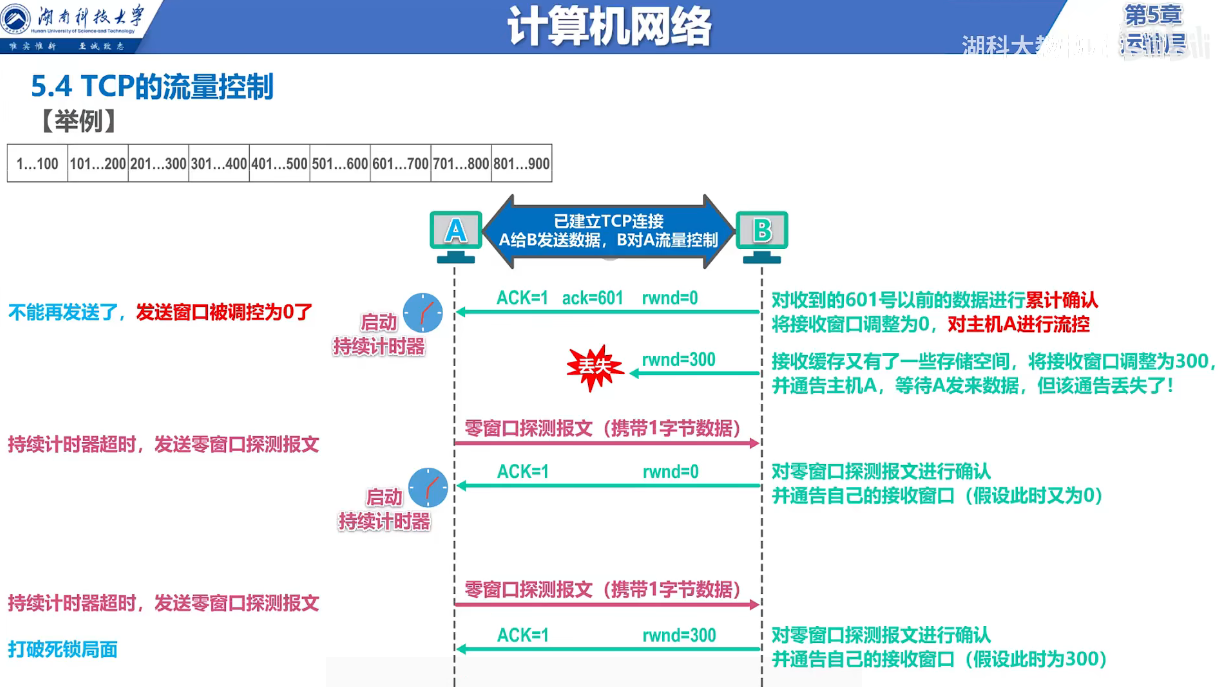 湖南科技大学
Hunan University of Science and Technology
唯实惟新 至诚致志
计算机网络
第5章
运输层
湖科大教书匠
bilibili
5.4 TCP的流量控制
【举例】
1…100 101…200 201…300 301…400 401…500 501…600 601…700 701…800 801…900
A
已建立TCP连接
A给B发送数据，B对A流量控制
B
不能再发送了，发送窗口被调控为0了
启动
持续计时器
ACK=1 ack=601 rwnd=0
对收到的601号以前的数据进行累计确认
将接收窗口调整为0，对主机A进行流控
丢失
rwnd=300
接收缓存又有了一些存储空间，将接收窗口调整为300，
并通告主机A，等待A发来数据，但该通告丢失了！
持续计时器超时，发送零窗口探测报文
零窗口探测报文（携带1字节数据）
启动
持续计时器
ACK=1 rwnd=0
对零窗口探测报文进行确认
并通告自己的接收窗口（假设此时又为0）
持续计时器超时，发送零窗口探测报文
零窗口探测报文（携带1字节数据）
打破死锁局面
ACK=1 rwnd=300
对零窗口探测报文进行确认
并通告自己的接收窗口（假设此时为300）